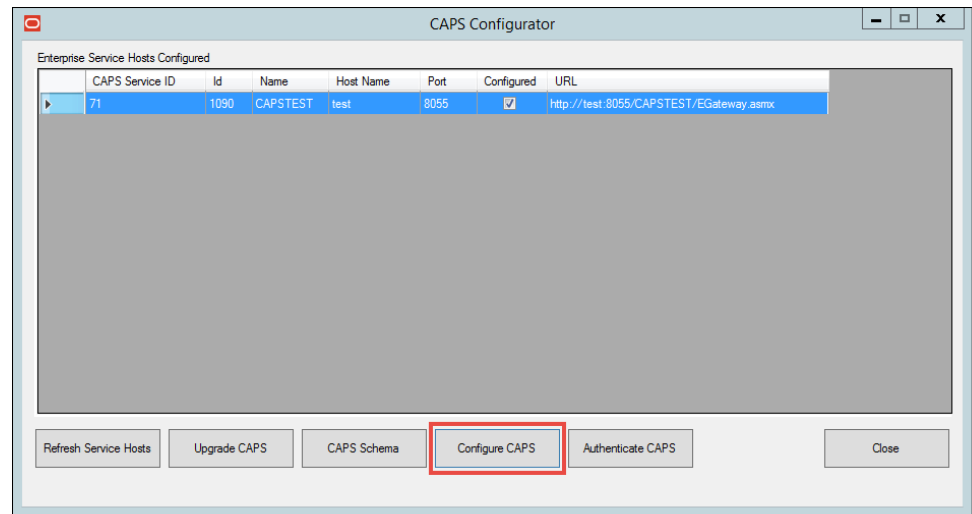 CAPS Configurator
Enterprise Service Hosts Configured
CAPS Service ID Id Name Host Name Port Configured URL
71 1090 CAPSTEST test 8055 http://test:8055/CAPSTEST/EGateway.asmx
Refresh Service Hosts Upgrade CAPS CAPS Schema Configure CAPS Authenticate CAPS Close